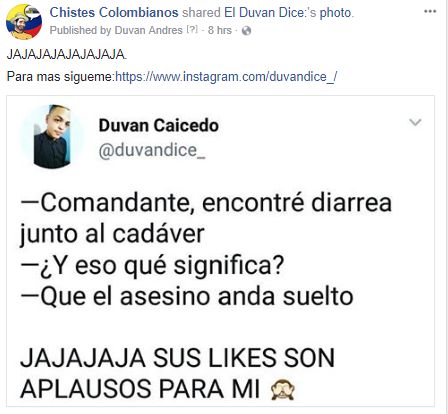 Chistes Colombianos shared El Duvan Dice:'s photo.
Published by Duvan Andres [?] · 8 hrs ·
JAJAJAJAJAJAJAJA.
Para mas sigueme:https://www.instagram.com/duvandice_/
Duvan Caicedo
@duvandice_
—Comandante, encontré diarrea
junto al cadáver
—¿Y eso qué significa?
—Que el asesino anda suelto
JAJAJAJA SUS LIKES SON
APLAUSOS PARA MI 🙈